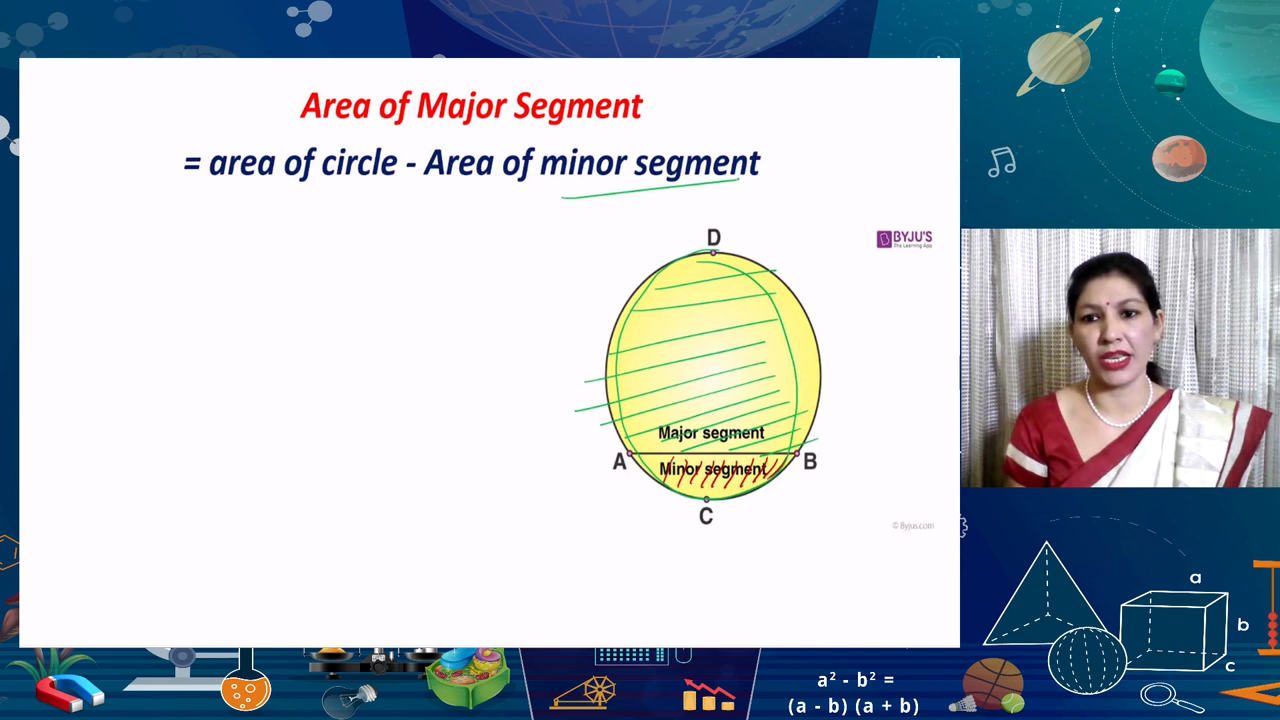 Area of Major Segment
= area of circle - Area of minor segment
D
BYJU'S
The Learning App
Major segment
A
Minor segment
B
C
© Byjus.com
a
b
c
a² - b² =
(a - b) (a + b)